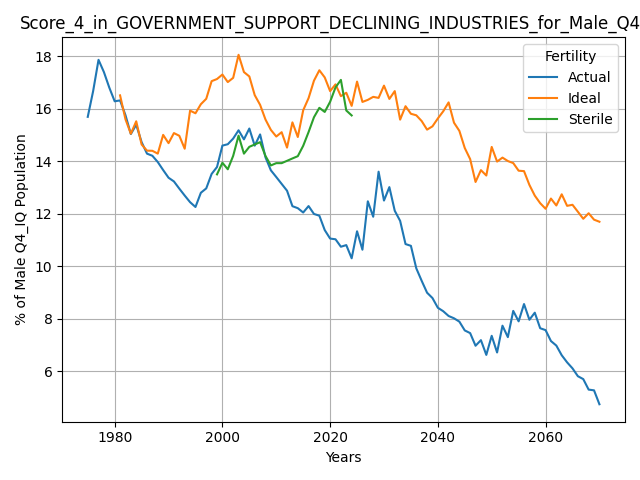 Score_4_in_GOVERNMENT_SUPPORT_DECLINING_INDUSTRIES_for_Male_Q4
% of Male Q4_IQ Population
18
16
14
12
10
8
6
Fertility
Actual
Ideal
Sterile
1980
2000
2020
2040
2060
Years